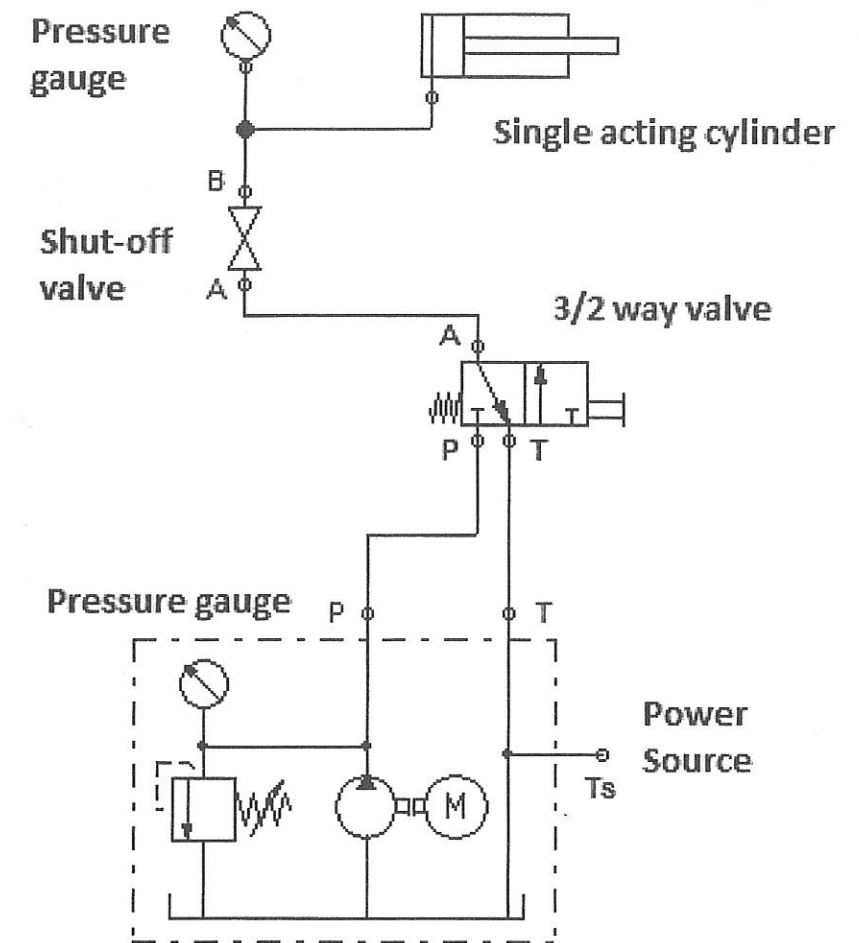 Pressure
gauge
Single acting cylinder
B
Shut-off
valve
A
3/2 way valve
A
P
T
Pressure gauge
P
T
Power
Source
Ts
M